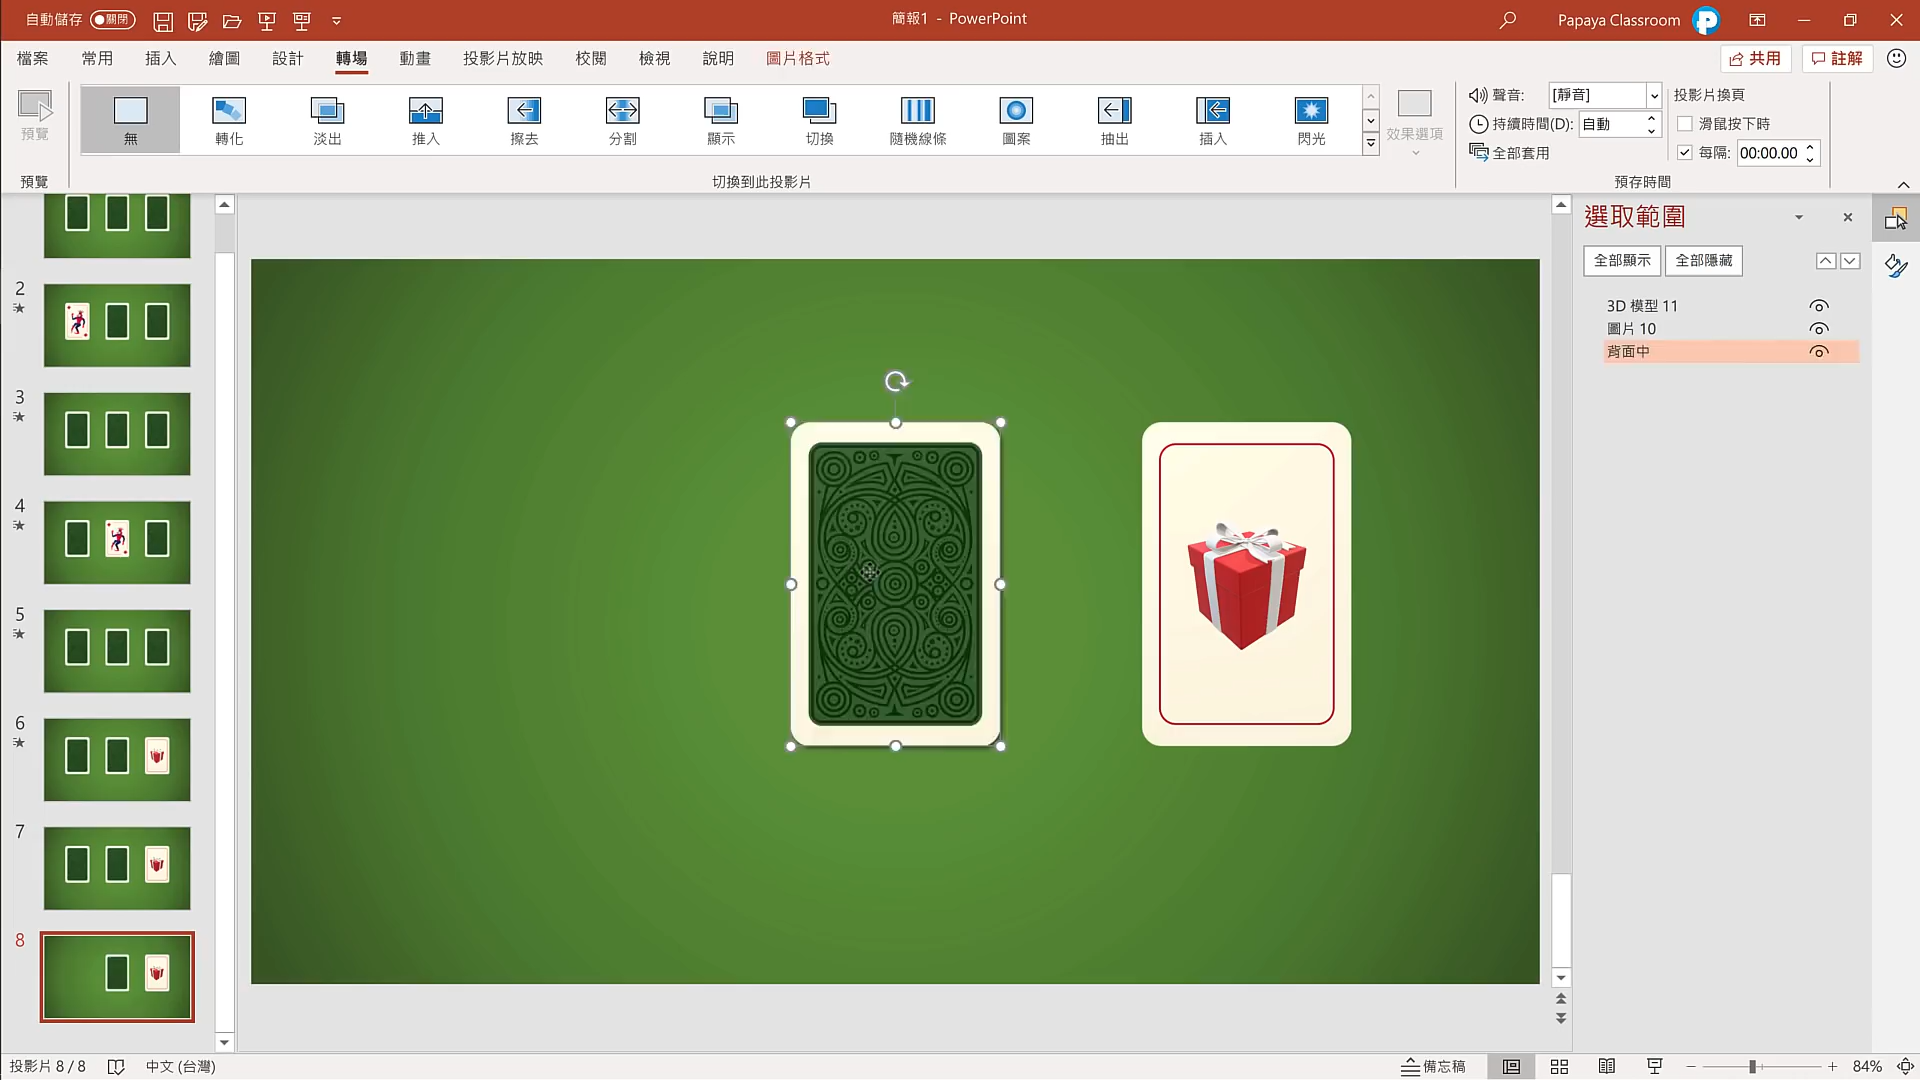 自動儲存 關閉
簡報1 - PowerPoint
Papaya Classroom
檔案 常用 插入 繪圖 設計 轉場 動畫 投影片放映 校閱 檢視 說明 圖片格式
共用 註解
預覽
無 轉化 淡出 推入 擦去 分割 顯示 切換 隨機線條 圖案 抽出 插入 閃光
效果選項
聲音: [靜音]
持續時間(D): 自動
全部套用
投影片換頁
滑鼠按下時
每隔: 00:00.00
預覽
切換到此投影片
預存時間
2
3
4
5
6
7
8
選取範圍
全部顯示 全部隱藏
3D 模型 11
圖片 10
背面中
投影片 8 / 8 中文 (台灣)
備忘稿
84%